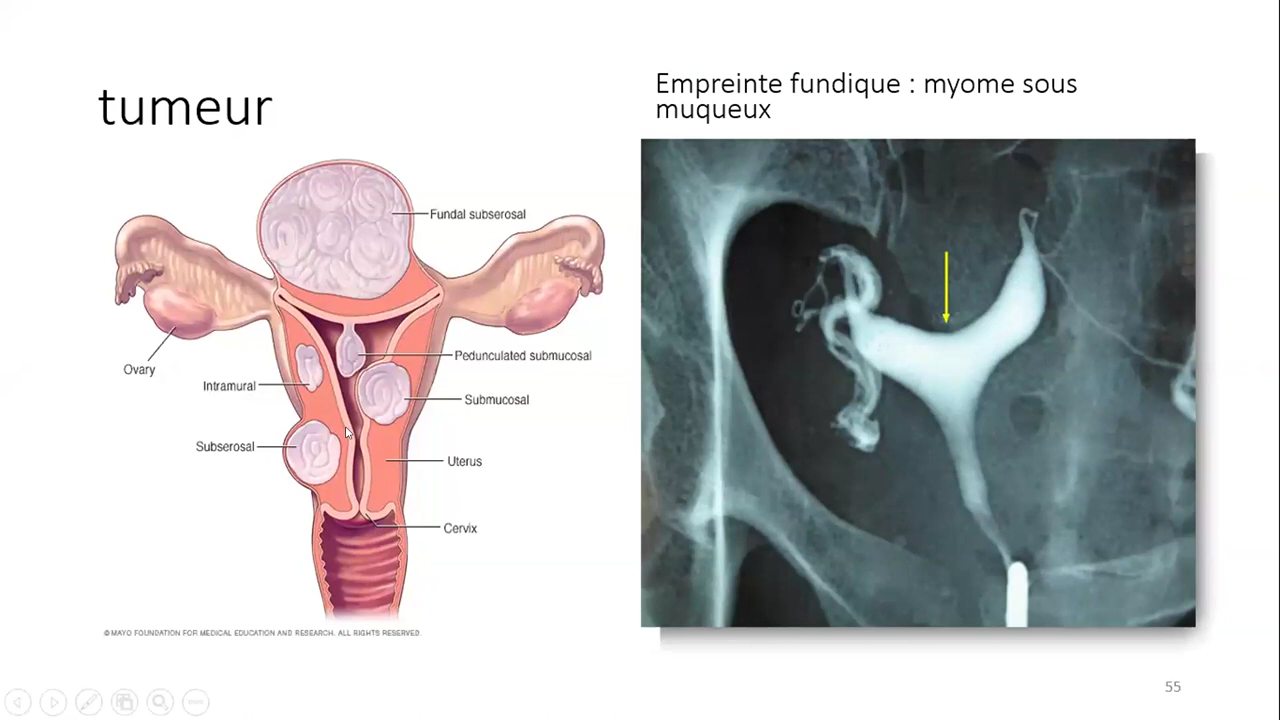 tumeur
Empreinte fundique : myome sous
muqueux
Fundal subserosal
Ovary
Pedunculated submucosal
Intramural
Submucosal
Subserosal
Uterus
Cervix
© MAYO FOUNDATION FOR MEDICAL EDUCATION AND RESEARCH. ALL RIGHTS RESERVED.
55